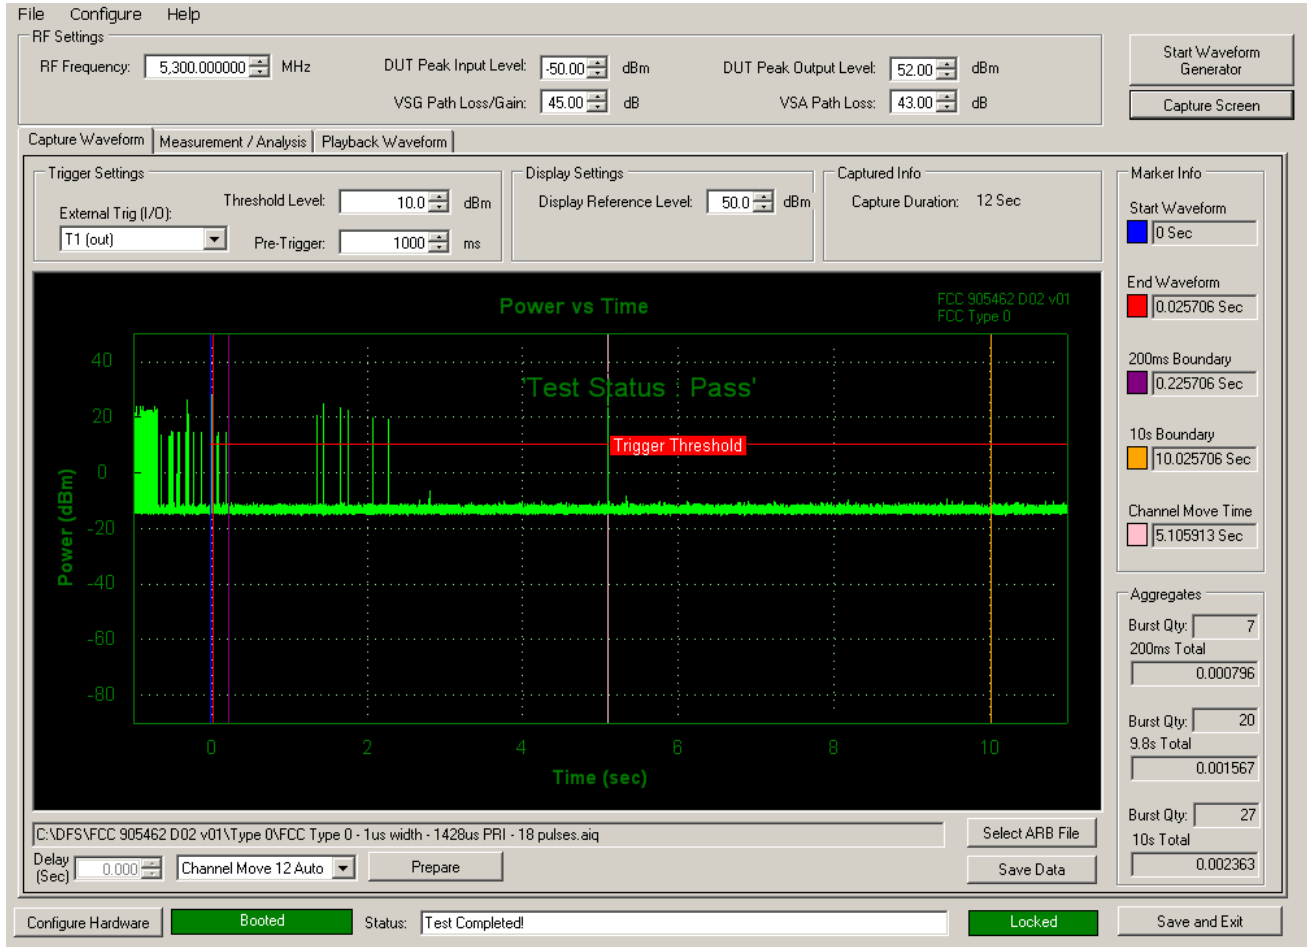 File Configure Help
RF Settings
RF Frequency: 5,300.000000 MHz
DUT Peak Input Level: -50.00 dBm
DUT Peak Output Level: 52.00 dBm
VSG Path Loss/Gain: 45.00 dB
VSA Path Loss: 43.00 dB
Start Waveform
Generator
Capture Screen
Capture Waveform Measurement / Analysis Playback Waveform
Trigger Settings
External Trig (I/O):
T1 (out)
Threshold Level: 10.0 dBm
Pre-Trigger: 1000 ms
Display Settings
Display Reference Level: 50.0 dBm
Captured Info
Capture Duration: 12 Sec
Marker Info
Start Waveform
0 Sec
End Waveform
0.025706 Sec
200ms Boundary
0.225706 Sec
10s Boundary
10.025706 Sec
Channel Move Time
5.105913 Sec
Power vs Time
FCC 905462 D02 v01
FCC Type 0
'Test Status : Pass'
Trigger Threshold
Power (dBm)
40
20
0
-20
-40
-60
-80
0 2 4 6 8 10
Time (sec)
Aggregates
Burst Qty: 7
200ms Total
0.000796
Burst Qty: 20
9.8s Total
0.001567
Burst Qty: 27
10s Total
0.002363
C:\DFS\FCC 905462 D02 v01\Type 0\FCC Type 0 - 1us width - 1428us PRI - 18 pulses.aiq
Select ARB File
Delay
(Sec) 0.000
Channel Move 12 Auto
Prepare
Save Data
Configure Hardware
Booted
Status: Test Completed!
Locked
Save and Exit